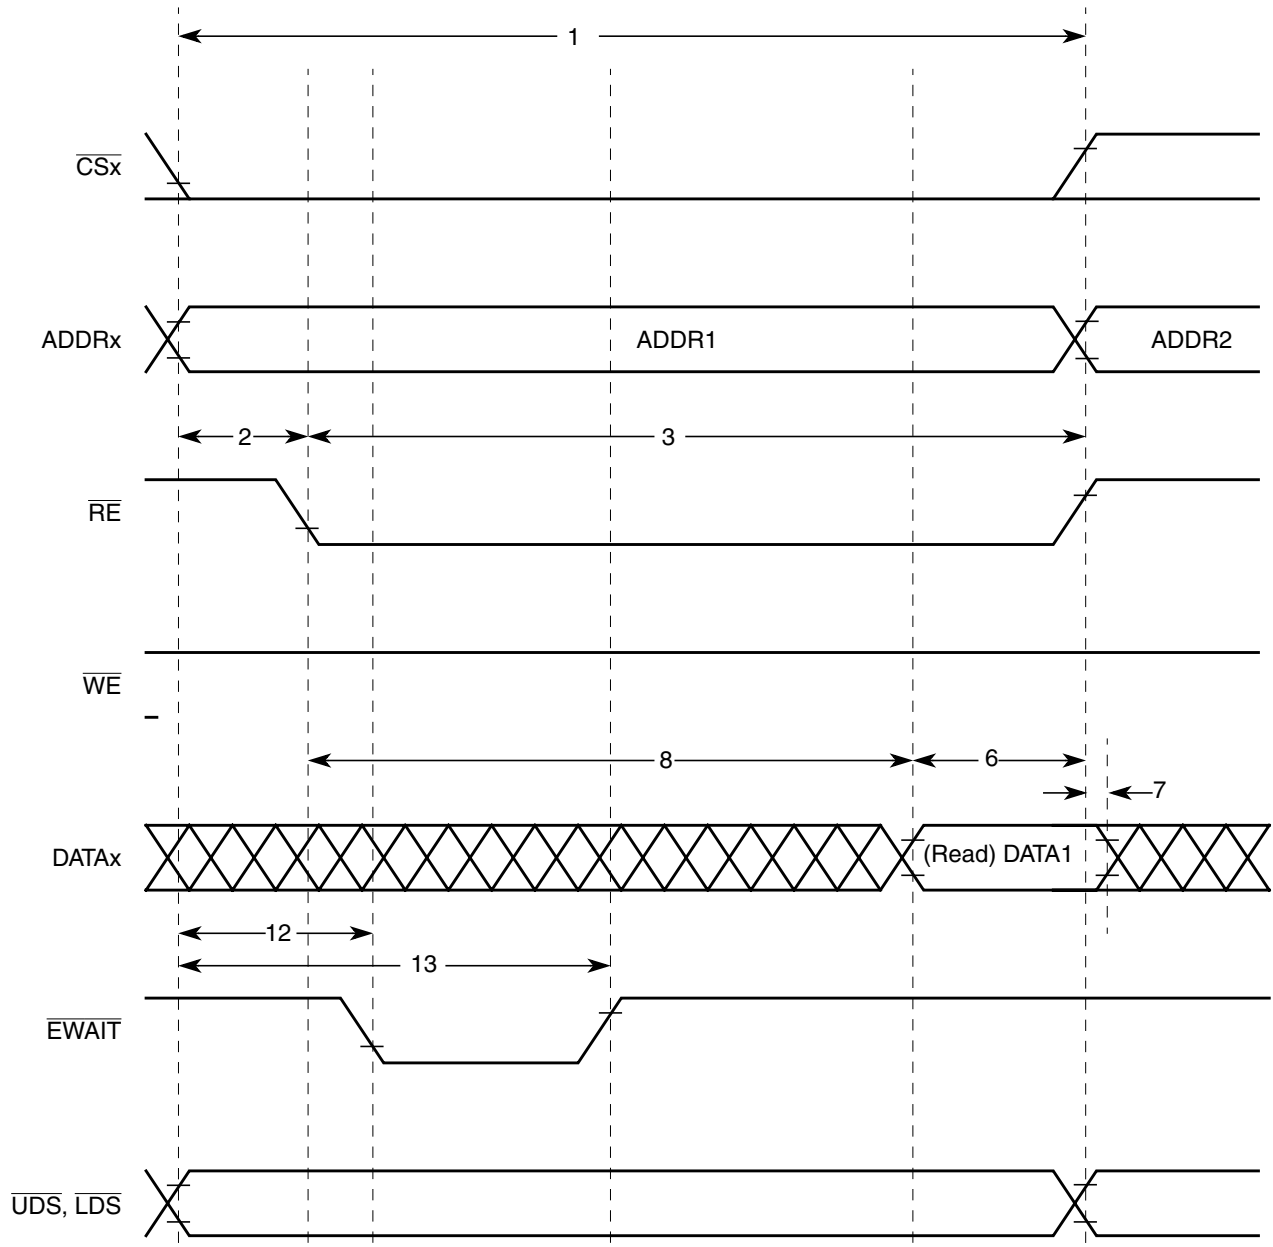 1
CSx
ADDRx
ADDR1
ADDR2
2
3
RE
WE
8
6
7
DATAx
(Read) DATA1
12
13
EWAIT
UDS, LDS